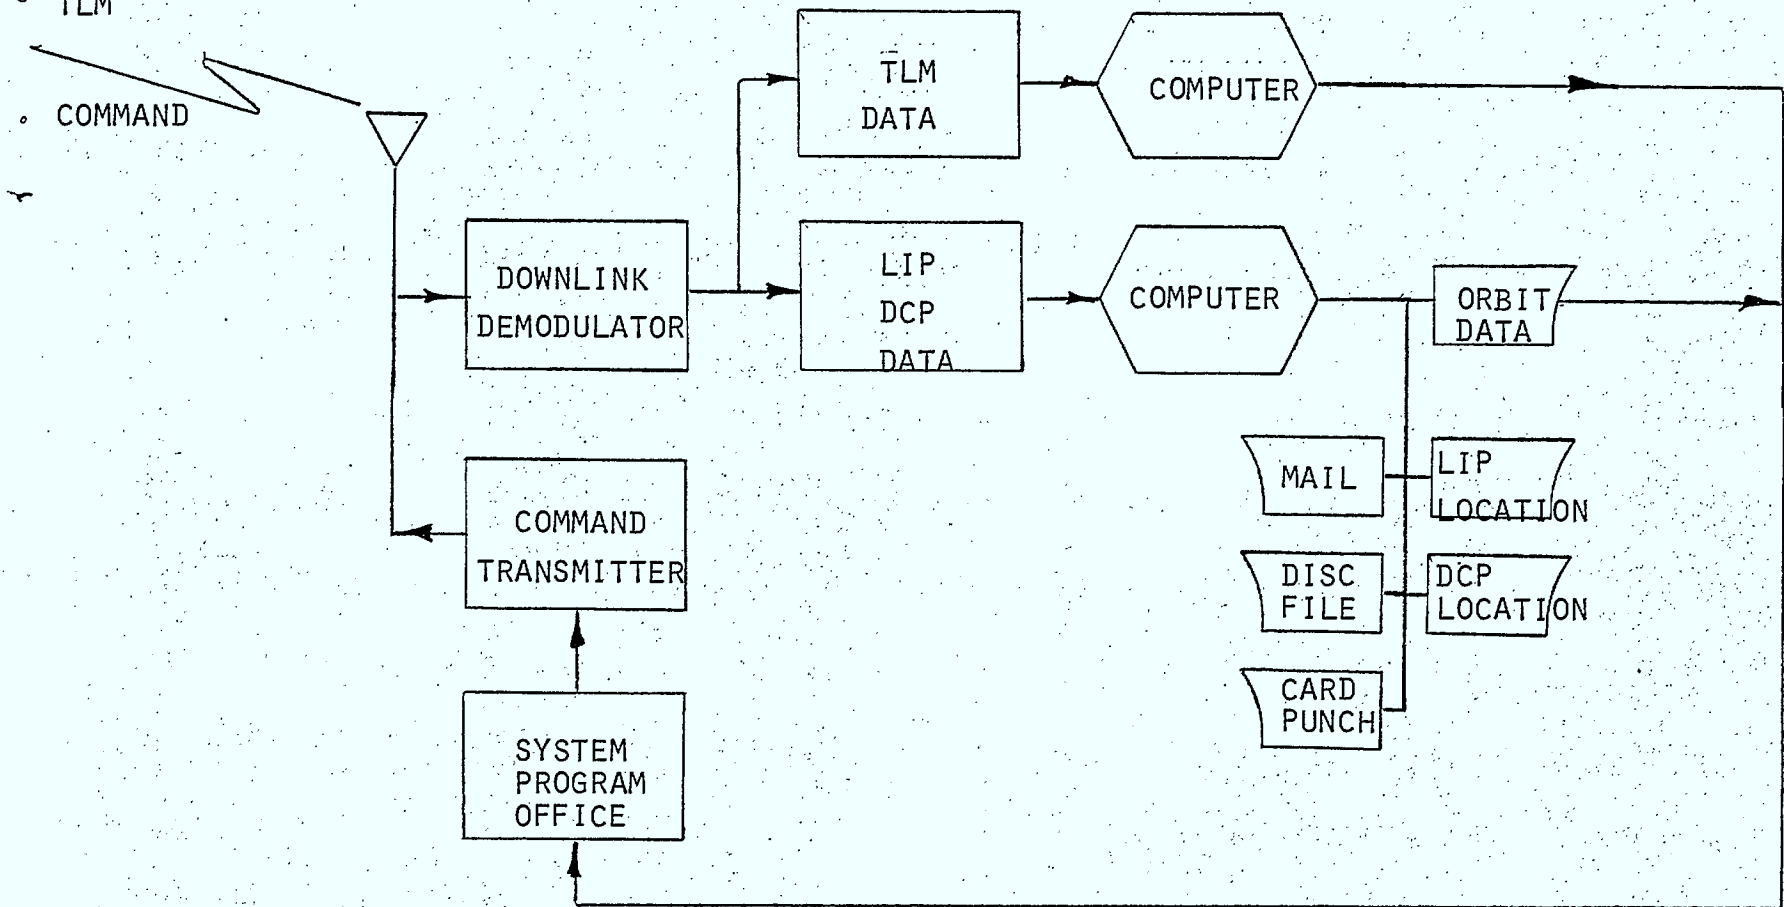 TLM
COMMAND
TLM
DATA
COMPUTER
DOWNLINK
DEMODULATOR
LIP
DCP
DATA
COMPUTER
ORBIT
DATA
MAIL
LIP
LOCATION
COMMAND
TRANSMITTER
DISC
FILE
DCP
LOCATION
CARD
PUNCH
SYSTEM
PROGRAM
OFFICE